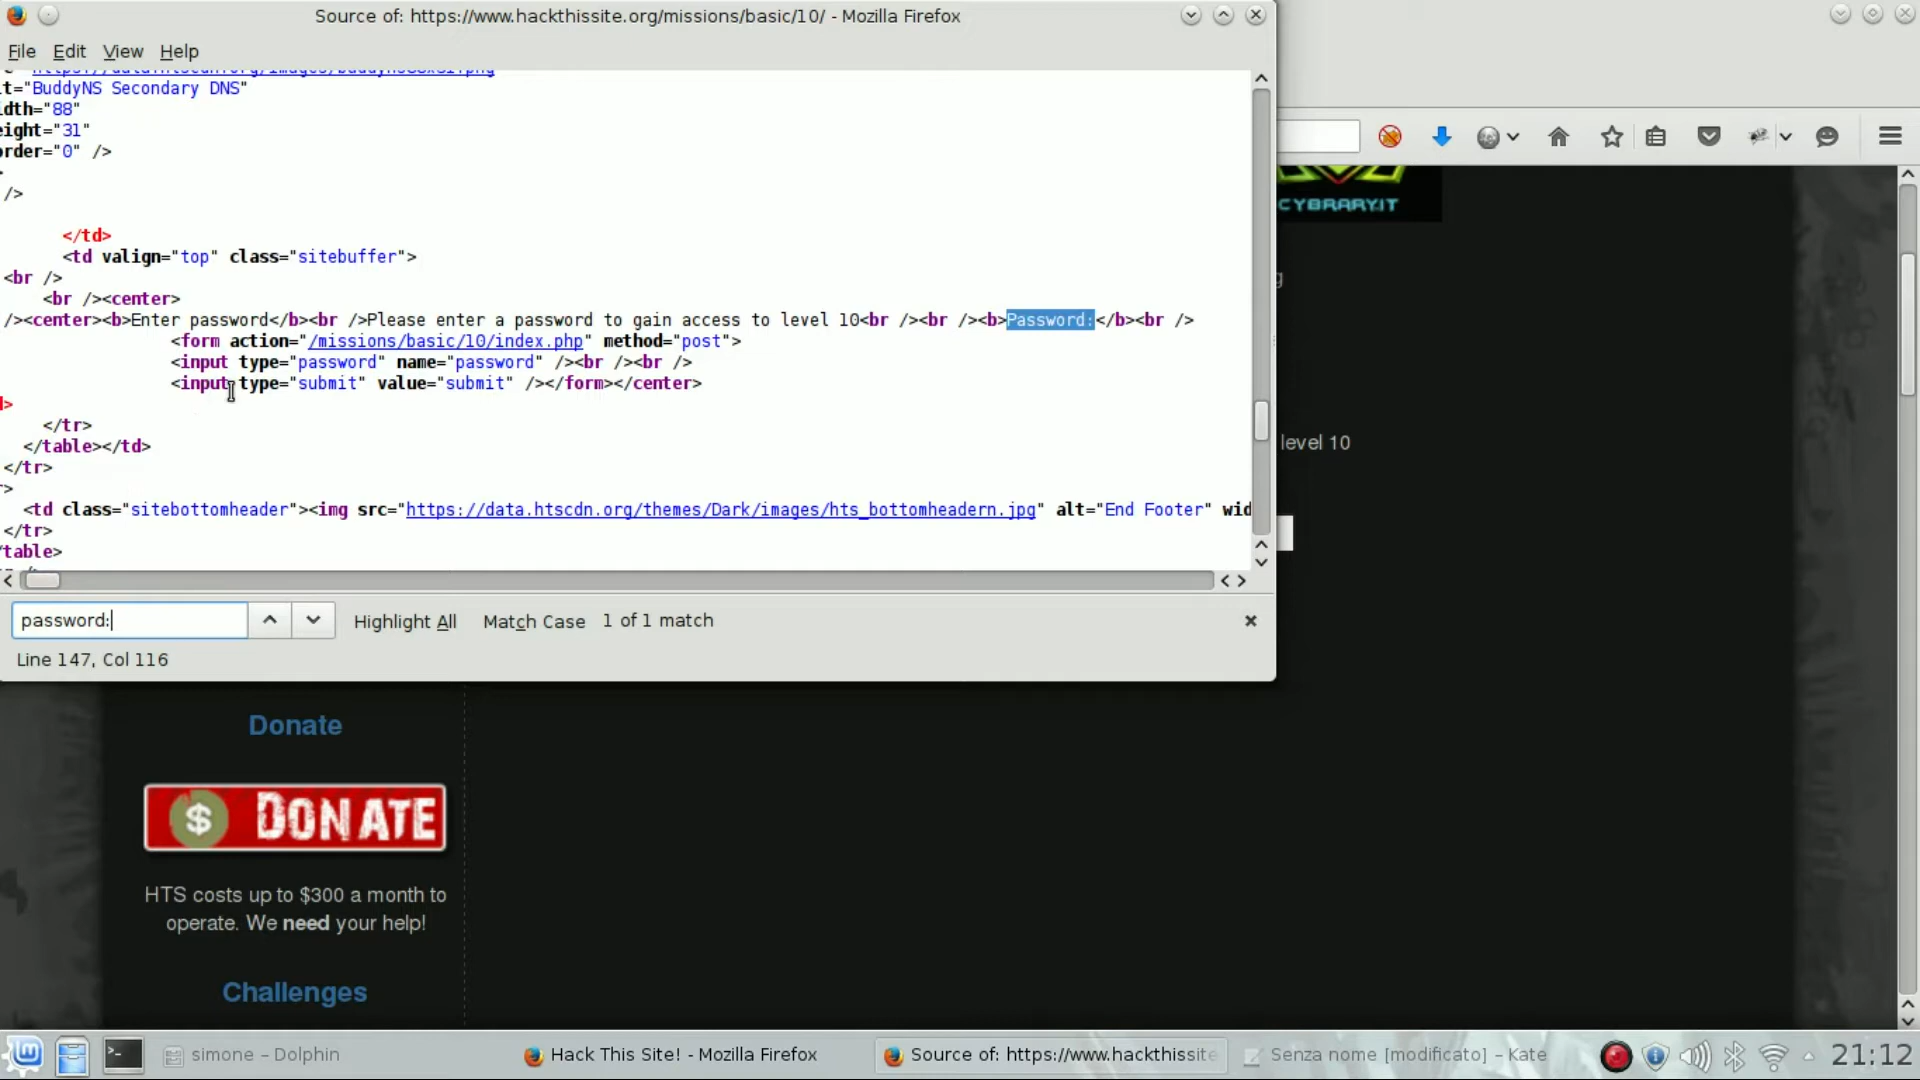 Source of: https://www.hackthissite.org/missions/basic/10/ - Mozilla Firefox
File Edit View Help
lt="BuddyNS Secondary DNS"
idth="88"
eight="31"
order="0" />
/>
</td>
<td valign="top" class="sitebuffer">
<br />
<br /><center>
/><center><b>Enter password</b><br />Please enter a password to gain access to level 10<br /><br /><b>Password:</b><br />
<form action="/missions/basic/10/index.php" method="post">
<input type="password" name="password" /><br /><br />
<input type="submit" value="submit" /></form></center>
</tr>
</table></td>
</tr>
<td class="sitebottomheader"><img src="https://data.htscdn.org/themes/Dark/images/hts_bottomheadern.jpg" alt="End Footer" wid
</tr>
/table>
password:
Highlight All Match Case 1 of 1 match
Line 147, Col 116
CYBRARY.IT
g
level 10
Donate
$ DONATE
HTS costs up to $300 a month to
operate. We need your help!
Challenges
simone – Dolphin
Hack This Site! - Mozilla Firefox
Source of: https://www.hackthissite
Senza nome [modificato] – Kate
21:12